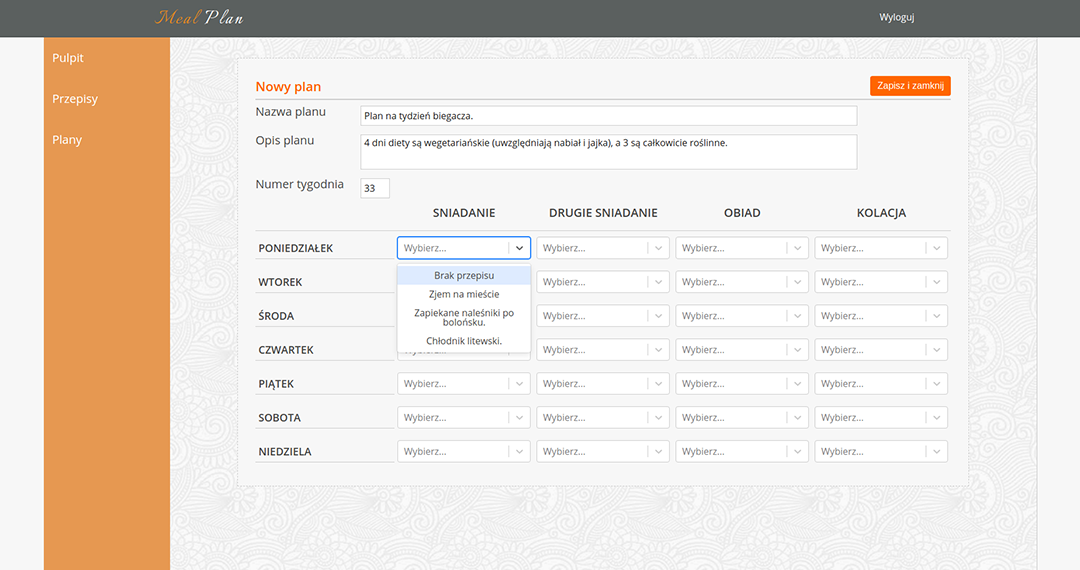 Meal Plan
Wyloguj
Pulpit
Przepisy
Plany
Nowy plan
Zapisz i zamknij
Nazwa planu
Plan na tydzień biegacza.
Opis planu
4 dni diety są wegetariańskie (uwzględniają nabiał i jajka), a 3 są całkowicie roślinne.
Numer tygodnia
33
SNIADANIE DRUGIE SNIADANIE OBIAD KOLACJA
PONIEDZIAŁEK Wybierz... Wybierz... Wybierz... Wybierz...
Brak przepisu
Zjem na mieście
Zapiekane naleśniki po
bolońsku.
Chłodnik litewski.
WTOREK Wybierz... Wybierz... Wybierz...
ŚRODA Wybierz... Wybierz... Wybierz...
CZWARTEK Wybierz... Wybierz... Wybierz...
PIĄTEK Wybierz... Wybierz... Wybierz... Wybierz...
SOBOTA Wybierz... Wybierz... Wybierz... Wybierz...
NIEDZIELA Wybierz... Wybierz... Wybierz... Wybierz...